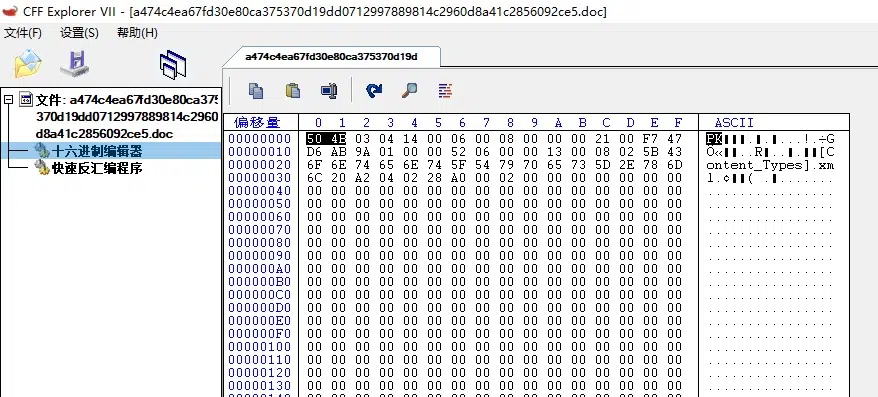 CFF Explorer VII - [a474c4ea67fd30e80ca375370d19dd0712997889814c2960d8a41c2856092ce5.doc]
文件(F) 设置(S) 帮助(H)
a474c4ea67fd30e80ca375370d19d
文件: a474c4ea67fd30e80ca375
370d19dd0712997889814c2960
d8a41c2856092ce5.doc
十六进制编辑器
快速反汇编程序
偏移量 0 1 2 3 4 5 6 7 8 9 A B C D E F ASCII
00000000 50 4B 03 04 14 00 06 00 08 00 00 00 21 00 F7 47 PK▌▌▌.▌.▌...!.÷G
00000010 D6 AB 9A 01 00 00 52 06 00 00 13 00 08 02 5B 43 Ö«▌▌..R▌..▌.▌▌[C
00000020 6F 6E 74 65 6E 74 5F 54 79 70 65 73 5D 2E 78 6D ontent_Types].xm
00000030 6C 20 A2 04 02 28 A0 00 00 02 00 00 00 00 00 00 l.¢▌▌(...▌......
00000040 00 00 00 00 00 00 00 00 00 00 00 00 00 00 00 00 ................
00000050 00 00 00 00 00 00 00 00 00 00 00 00 00 00 00 00 ................
00000060 00 00 00 00 00 00 00 00 00 00 00 00 00 00 00 00 ................
00000070 00 00 00 00 00 00 00 00 00 00 00 00 00 00 00 00 ................
00000080 00 00 00 00 00 00 00 00 00 00 00 00 00 00 00 00 ................
00000090 00 00 00 00 00 00 00 00 00 00 00 00 00 00 00 00 ................
000000A0 00 00 00 00 00 00 00 00 00 00 00 00 00 00 00 00 ................
000000B0 00 00 00 00 00 00 00 00 00 00 00 00 00 00 00 00 ................
000000C0 00 00 00 00 00 00 00 00 00 00 00 00 00 00 00 00 ................
000000D0 00 00 00 00 00 00 00 00 00 00 00 00 00 00 00 00 ................
000000E0 00 00 00 00 00 00 00 00 00 00 00 00 00 00 00 00 ................
000000F0 00 00 00 00 00 00 00 00 00 00 00 00 00 00 00 00 ................
00000100 00 00 00 00 00 00 00 00 00 00 00 00 00 00 00 00 ................
00000110 00 00 00 00 00 00 00 00 00 00 00 00 00 00 00 00 ................
00000120 00 00 00 00 00 00 00 00 00 00 00 00 00 00 00 00 ................
00000130 00 00 00 00 00 00 00 00 00 00 00 00 00 00 00 00 ................